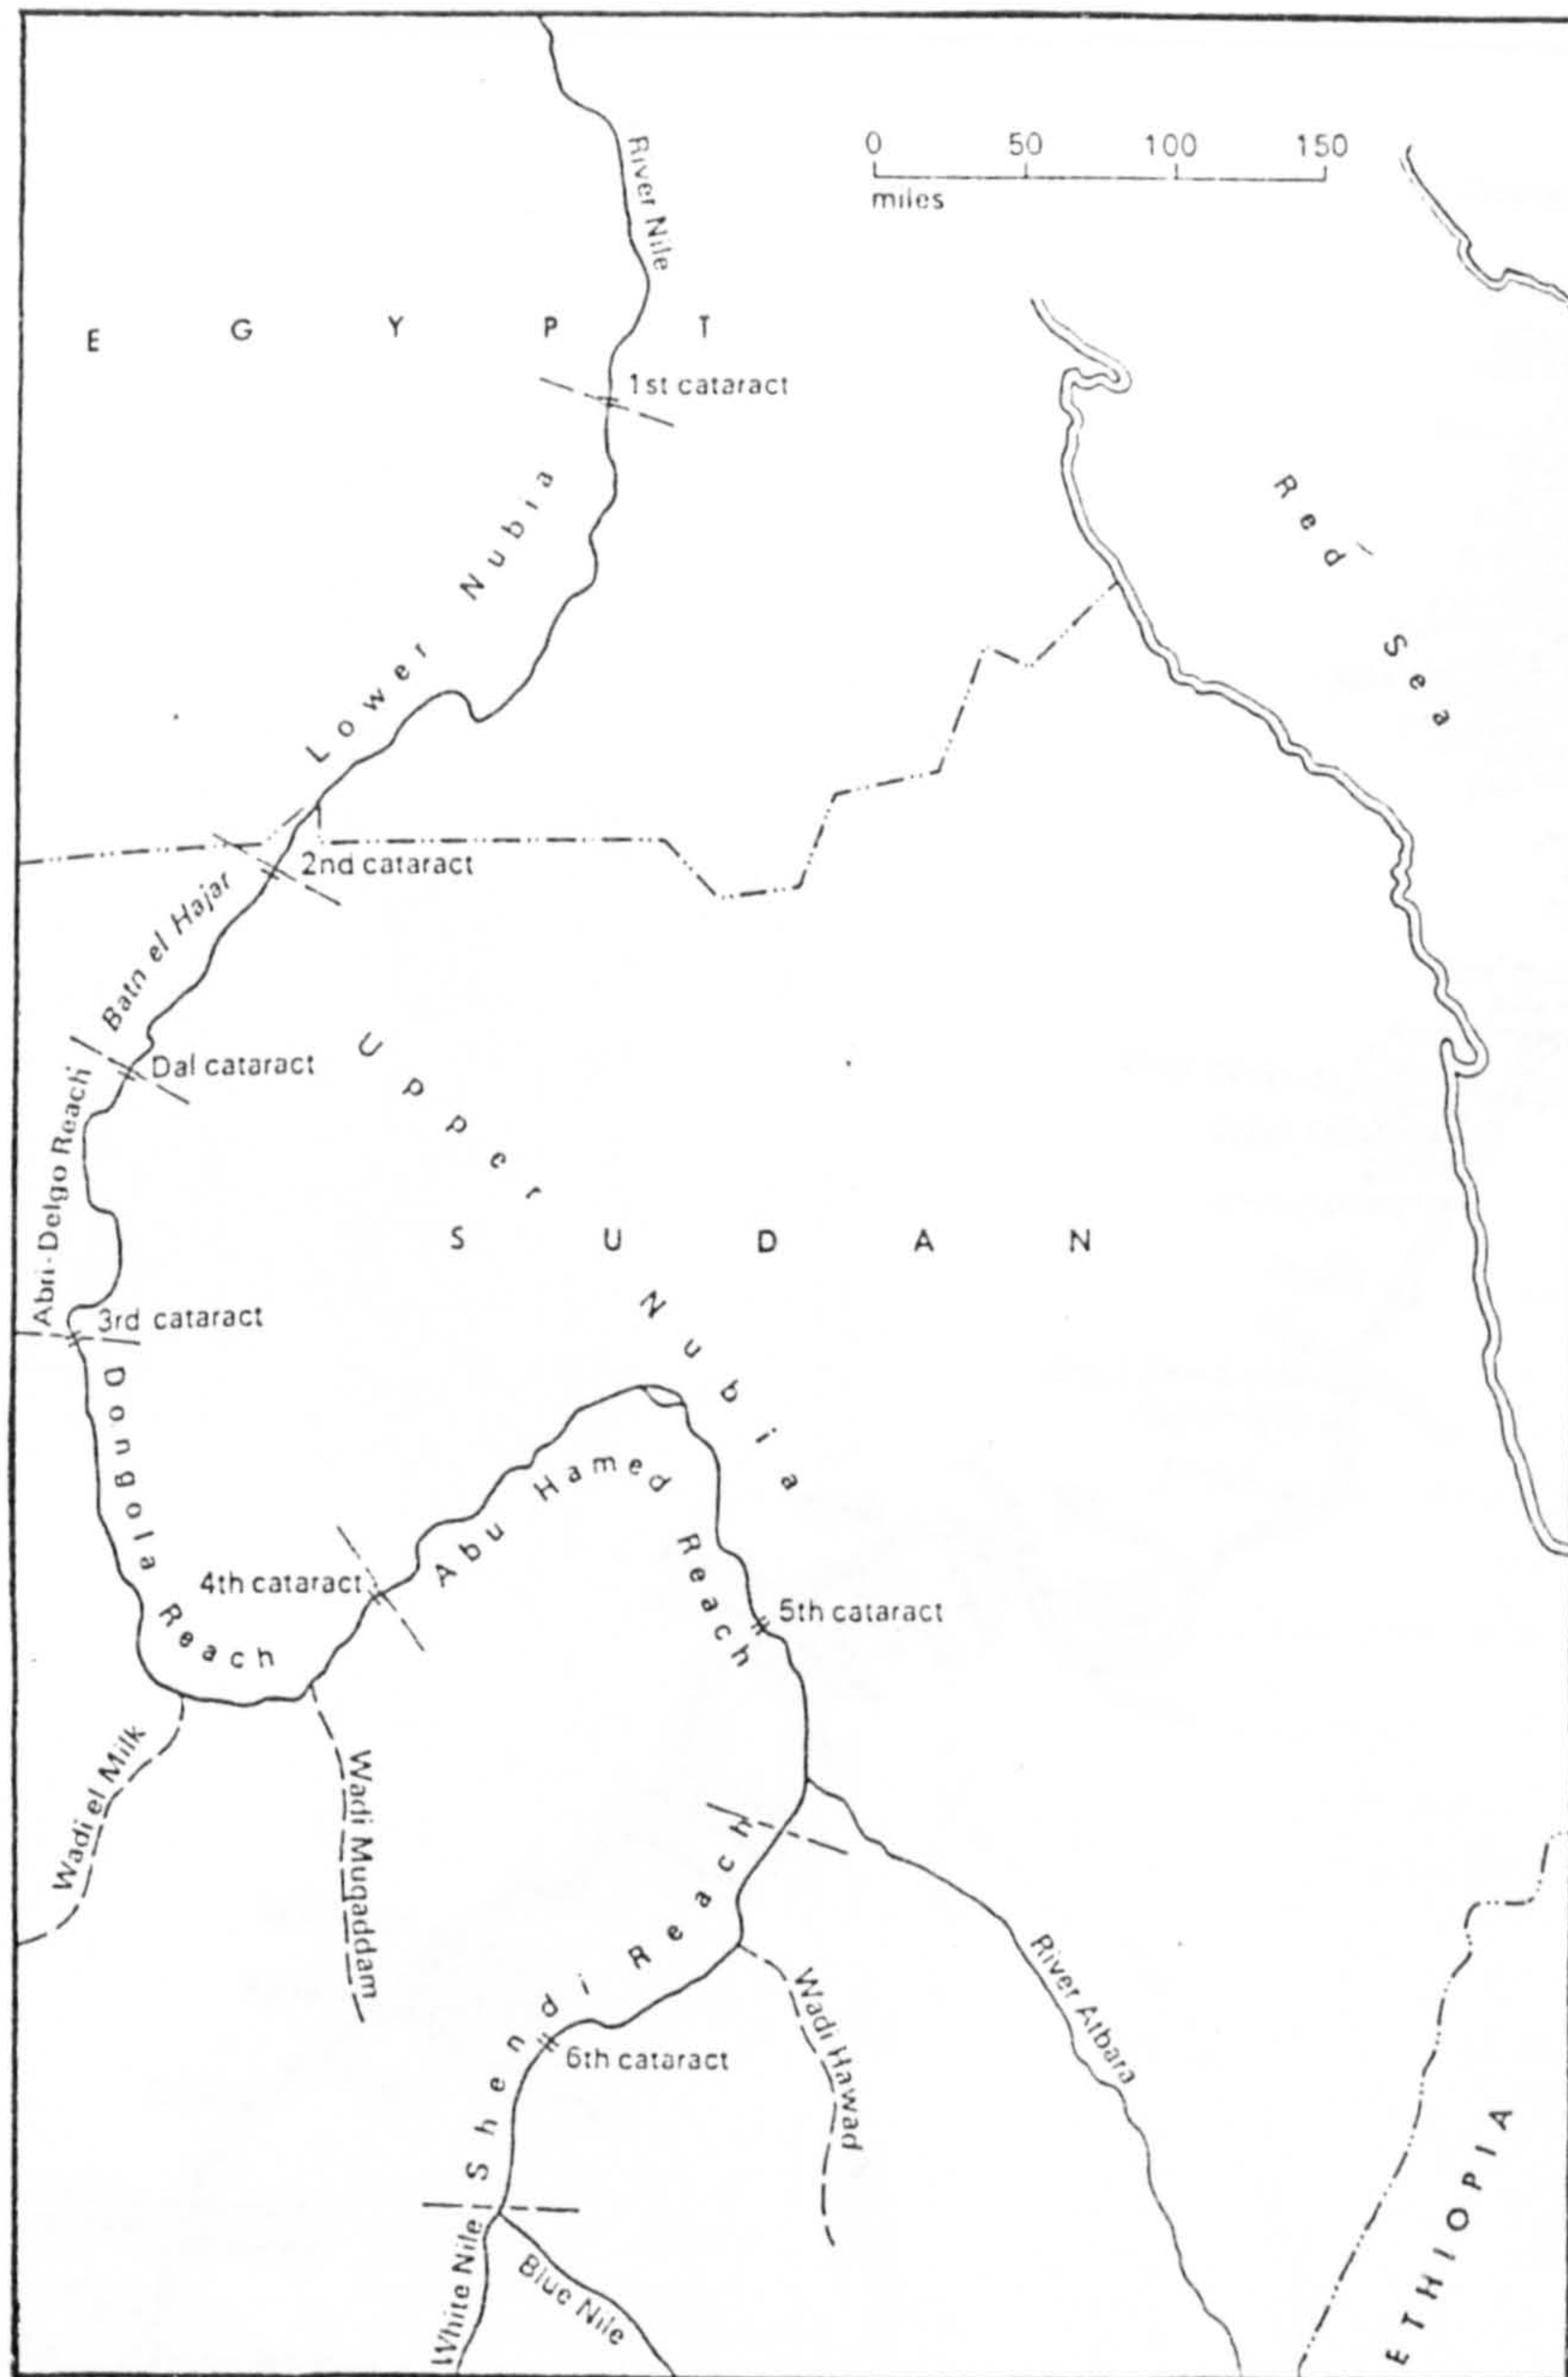 0 50 100 150
miles
River Nile
E G Y P T
1st cataract
Red Sea
Lower Nubia
2nd cataract
Batn el Hajar
Dal cataract
Abri-Delgo Reach
Upper Nubia
S U D A N
3rd cataract
Dongola Reach
Abu Hamed Reach
4th cataract
5th cataract
Wadi el Milk
Wadi Muqaddam
Shendi Reach
River Atbara
Wadi Hawad
6th cataract
ETHIOPIA
White Nile
Blue Nile